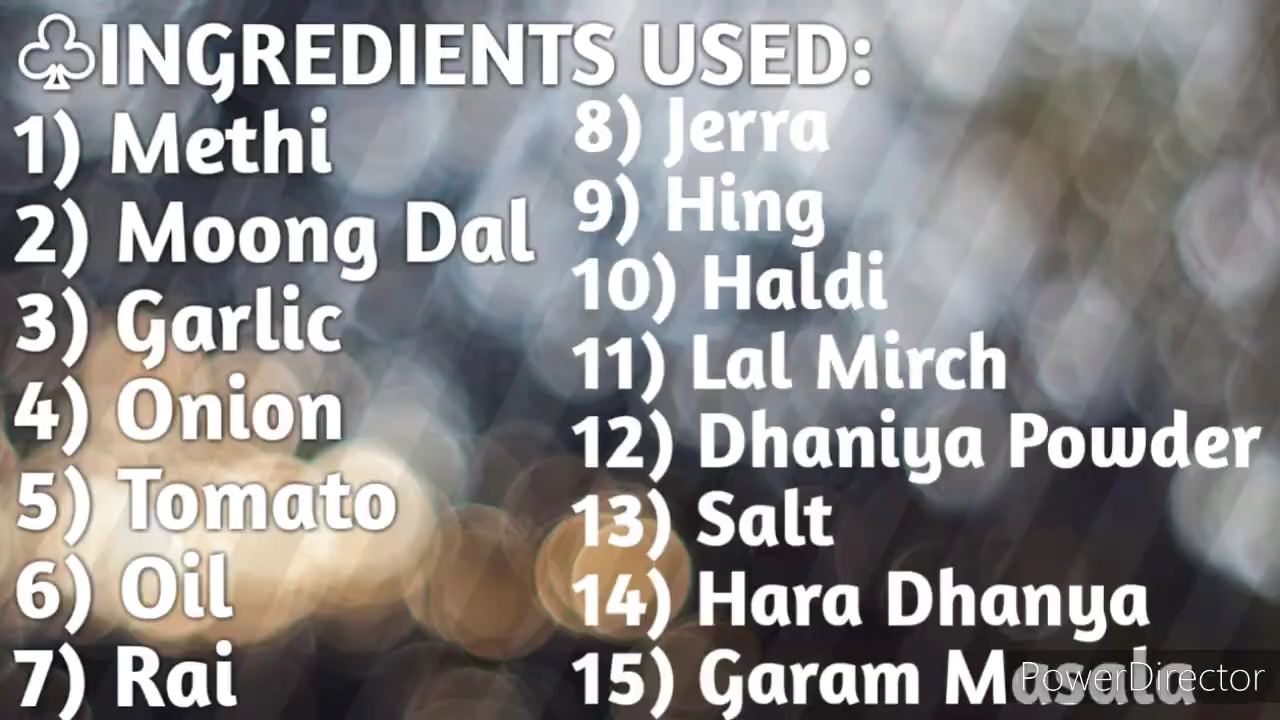 ♧INGREDIENTS USED:
1) Methi
2) Moong Dal
3) Garlic
4) Onion
5) Tomato
6) Oil
7) Rai
8) Jerra
9) Hing
10) Haldi
11) Lal Mirch
12) Dhaniya Powder
13) Salt
14) Hara Dhanya
15) Garam Masala
PowerDirector